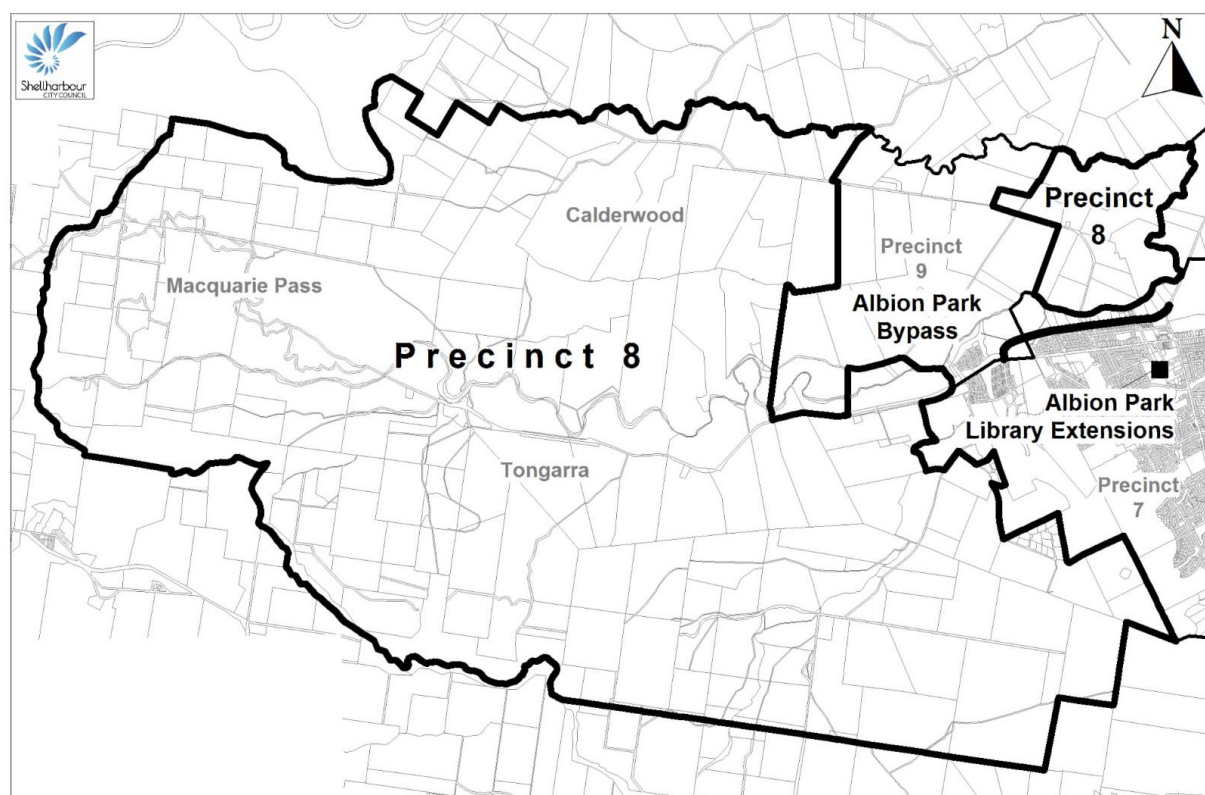 Shellharbour
CITY COUNCIL
N
Precinct
8
Calderwood
Precinct
9
Macquarie Pass
Albion Park
Bypass
Precinct 8
Albion Park
Library Extensions
Tongarra
Precinct
7